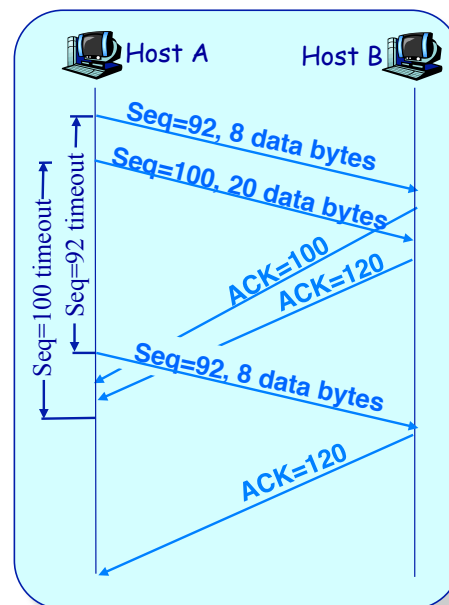 Host A
Host B
Seq=92, 8 data bytes
Seq=100, 20 data bytes
Seq=100 timeout
Seq=92 timeout
ACK=100
ACK=120
Seq=92, 8 data bytes
ACK=120